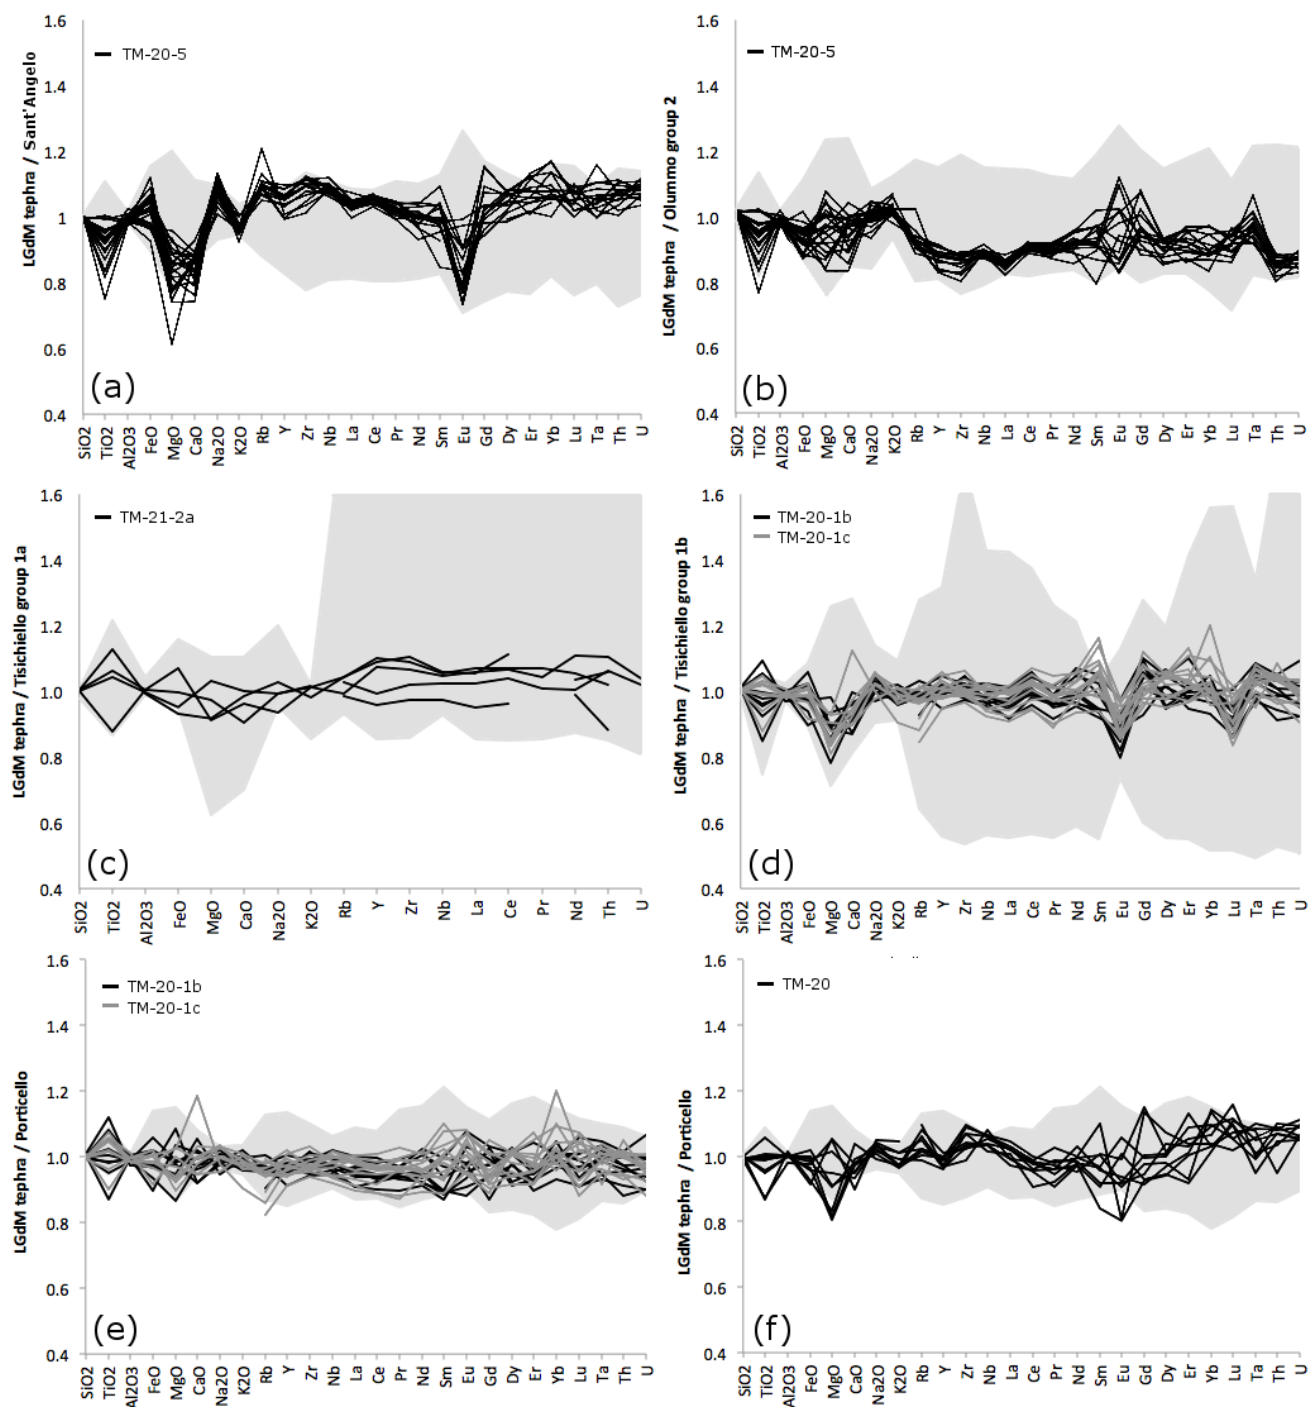 1.6
1.4
1.2
1
0.8
0.6
0.4
LGdM tephra / Sant'Angelo
TM-20-5
(a)
SiO2 TiO2 Al2O3 FeO MgO CaO Na2O K2O Rb Y Zr Nb La Ce Pr Nd Sm Eu Gd Dy Er Yb Lu Ta Th U
1.6
1.4
1.2
1.0
0.8
0.6
0.4
LGdM tephra / Olummo group 2
TM-20-5
(b)
SiO2 TiO2 Al2O3 FeO MgO CaO Na2O K2O Rb Y Zr Nb La Ce Pr Nd Sm Eu Gd Dy Er Yb Lu Ta Th U
1.6
1.4
1.2
1.0
0.8
0.6
0.4
LGdM tephra / Tisichiello group 1a
TM-21-2a
(c)
SiO2 TiO2 Al2O3 FeO MgO CaO Na2O K2O Rb Y Zr Nb La Ce Pr Nd Th U
1.6
1.4
1.2
1.0
0.8
0.6
0.4
LGdM tephra / Tisichiello group 1b
TM-20-1b
TM-20-1c
(d)
SiO2 TiO2 Al2O3 FeO MgO CaO Na2O K2O Rb Y Zr Nb La Ce Pr Nd Sm Eu Gd Dy Er Yb Lu Ta Th U
1.6
1.4
1.2
1.0
0.8
0.6
0.4
LGdM tephra / Porticello
TM-20-1b
TM-20-1c
(e)
SiO2 TiO2 Al2O3 FeO MgO CaO Na2O K2O Rb Y Zr Nb La Ce Pr Nd Sm Eu Gd Dy Er Yb Lu Ta Th U
1.6
1.4
1.2
1.0
0.8
0.6
0.4
LGdM tephra / Porticello
TM-20
(f)
SiO2 TiO2 Al2O3 FeO MgO CaO Na2O K2O Rb Y Zr Nb La Ce Pr Nd Sm Eu Gd Dy Er Yb Lu Ta Th U